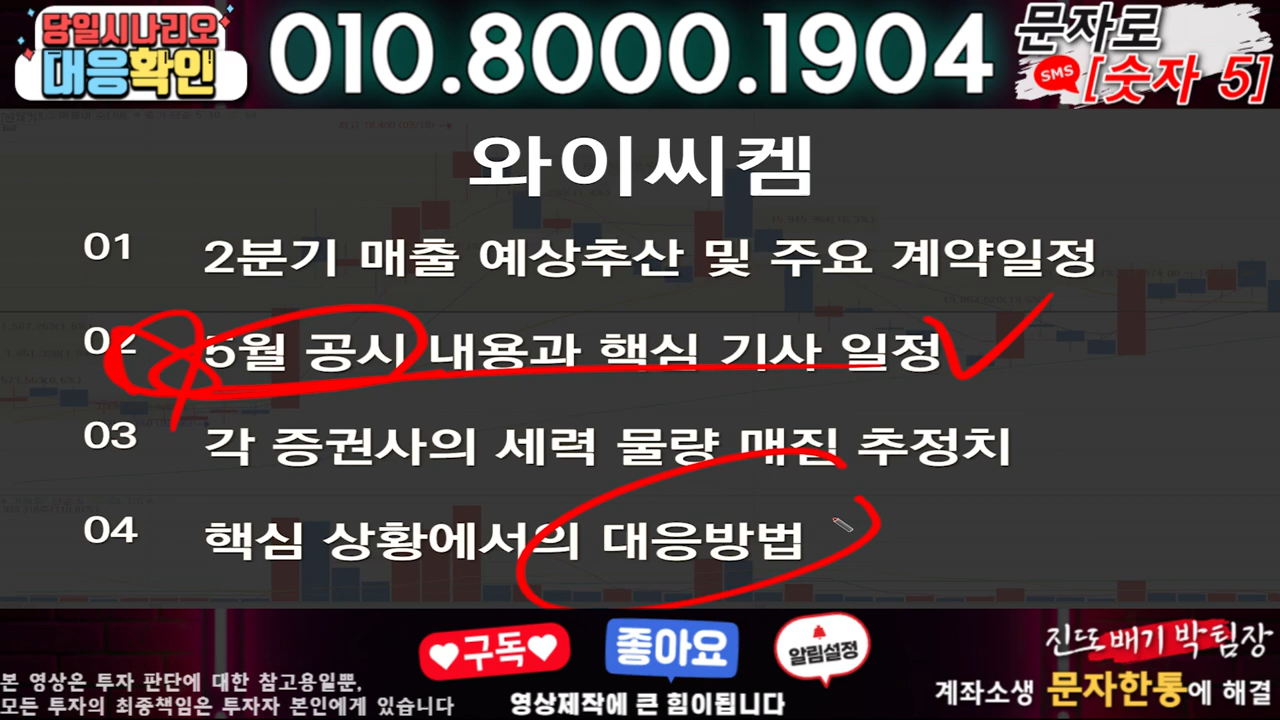 당일시나리오
대응확인
010.8000.1904
문자로
SMS
[숫자 5]
와이씨켐
01 2분기 매출 예상추산 및 주요 계약일정
02 5월 공시 내용과 핵심 기사 일정
03 각 증권사의 세력 물량 매집 추정치
04 핵심 상황에서의 대응방법
구독
좋아요
알림설정
영상제작에 큰 힘이됩니다
본 영상은 투자 판단에 대한 참고용일뿐,
모든 투자의 최종책임은 투자자 본인에게 있습니다
진또배기 박팀장
계좌소생 문자한통에 해결